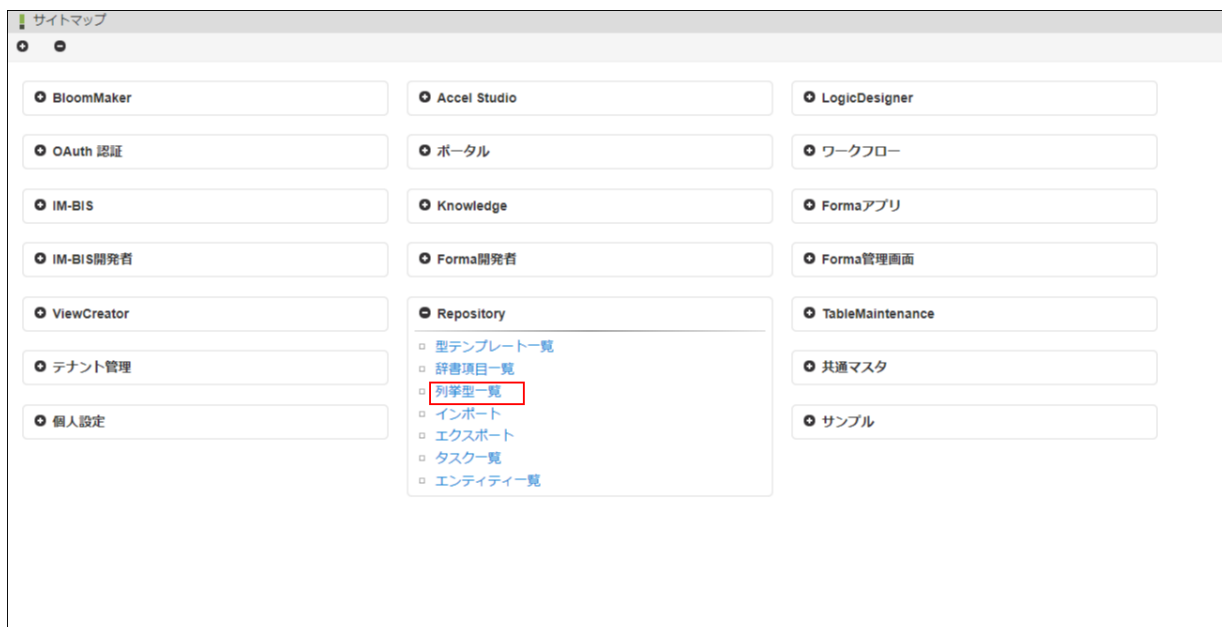 サイトマップ
BloomMaker
Accel Studio
LogicDesigner
OAuth 認証
ポータル
ワークフロー
IM-BIS
Knowledge
Formaアプリ
IM-BIS開発者
Forma開発者
Forma管理画面
ViewCreator
Repository
TableMaintenance
型テンプレート一覧
辞書項目一覧
列挙型一覧
インポート
エクスポート
タスク一覧
エンティティ一覧
テナント管理
共通マスタ
個人設定
サンプル